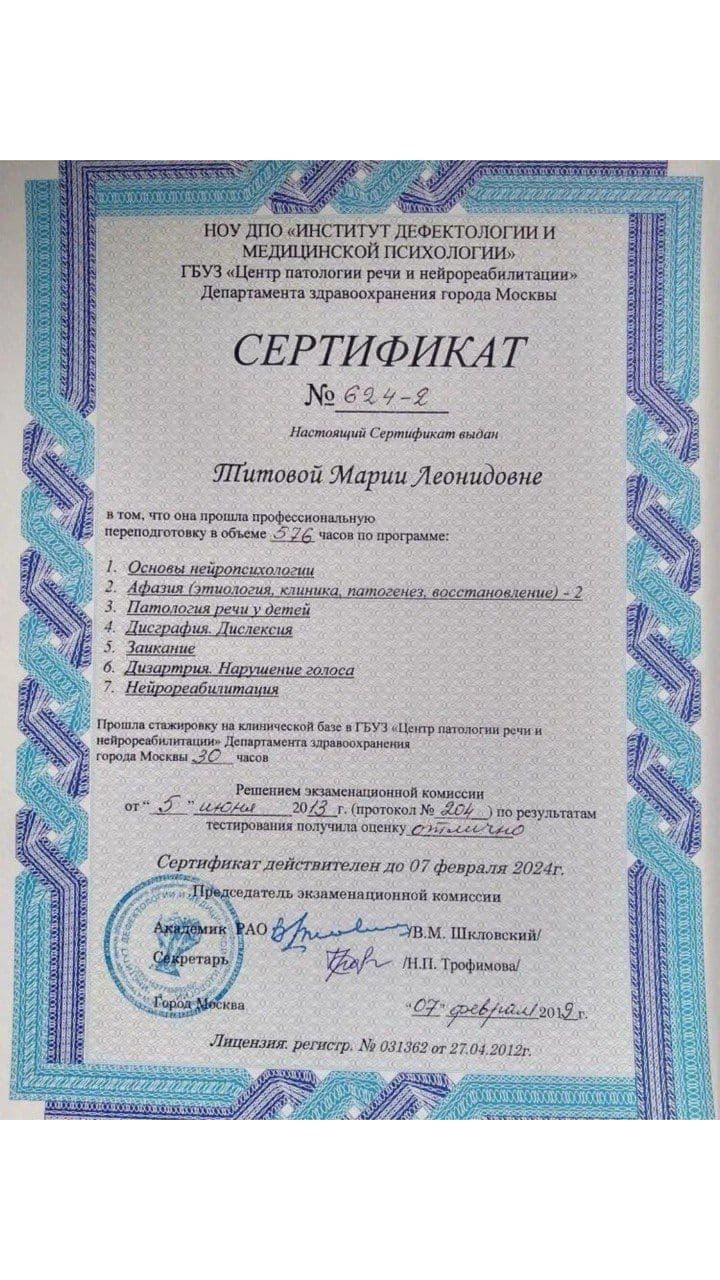 НОУ ДПО «ИНСТИТУТ ДЕФЕКТОЛОГИИ И
МЕДИЦИНСКОЙ ПСИХОЛОГИИ»
ГБУЗ «Центр патологии речи и нейрореабилитации»
Департамента здравоохранения города Москвы
СЕРТИФИКАТ
№ 624-2
Настоящий Сертификат выдан
Титовой Марии Леонидовне
в том, что она прошла профессиональную
переподготовку в объеме 576 часов по программе:
1. Основы нейропсихологии
2. Афазия (этиология, клиника, патогенез, восстановление) - 2
3. Патология речи у детей
4. Дисграфия. Дислексия
5. Заикание
6. Дизартрия. Нарушение голоса
7. Нейрореабилитация
Прошла стажировку на клинической базе в ГБУЗ «Центр патологии речи и
нейрореабилитации» Департамента здравоохранения
города Москвы 30 часов
Решением экзаменационной комиссии
от “ 5 ” июня 2013 г. (протокол № 204 ) по результатам
тестирования получила оценку отлично
Сертификат действителен до 07 февраля 2024г.
Председатель экзаменационной комиссии
Академик РАО /В.М. Шкловский/
Секретарь /Н.П. Трофимова/
Город Москва “07” февраля 2019 г.
Лицензия. регистр. № 031362 от 27.04.2012г.